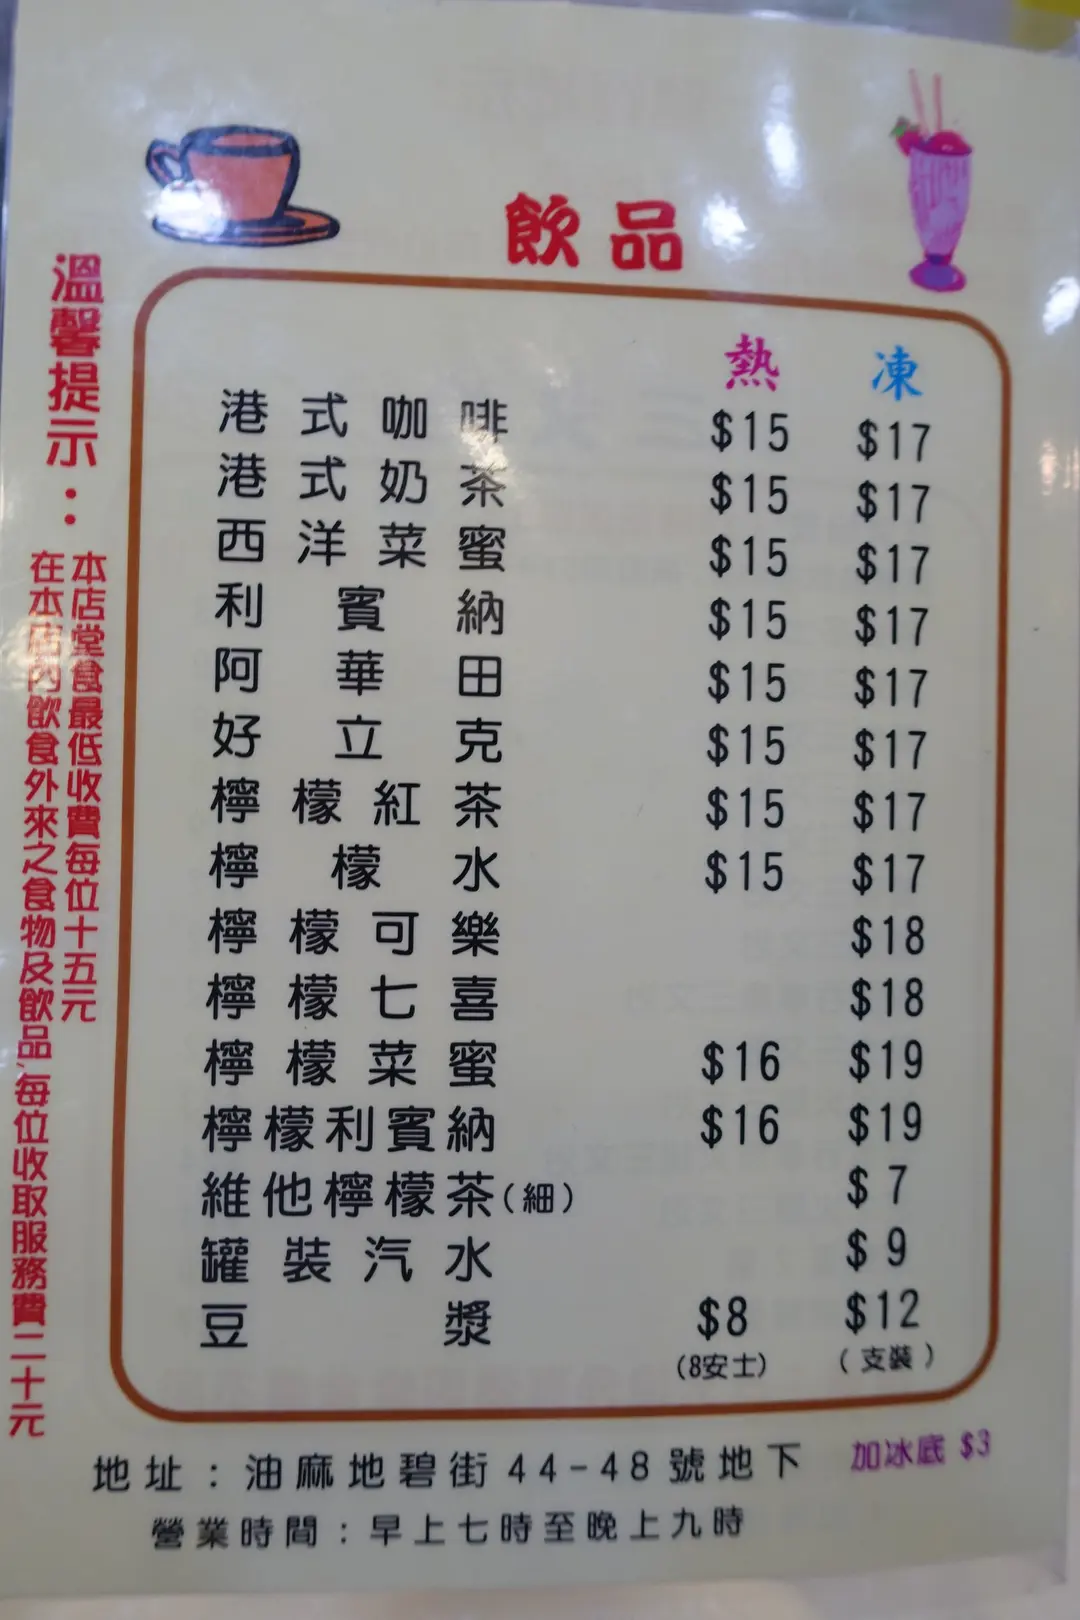 飲品
熱 凍
港式咖啡 $15 $17
港式奶茶 $15 $17
西洋菜蜜 $15 $17
利賓納 $15 $17
阿華田 $15 $17
好立克 $15 $17
檸檬紅茶 $15 $17
檸檬水 $15 $17
檸檬可樂 $18
檸檬七喜 $18
檸檬菜蜜 $16 $19
檸檬利賓納 $16 $19
維他檸檬茶(細) $7
罐裝汽水 $9
豆漿 $8 $12
(8安士) (支裝)
溫馨提示：
本店堂食最低收費每位十五元
在本店內飲食外來之食物及飲品,每位收取服務費二十元
加冰底 $3
地址：油麻地碧街44-48號地下
營業時間：早上七時至晚上九時